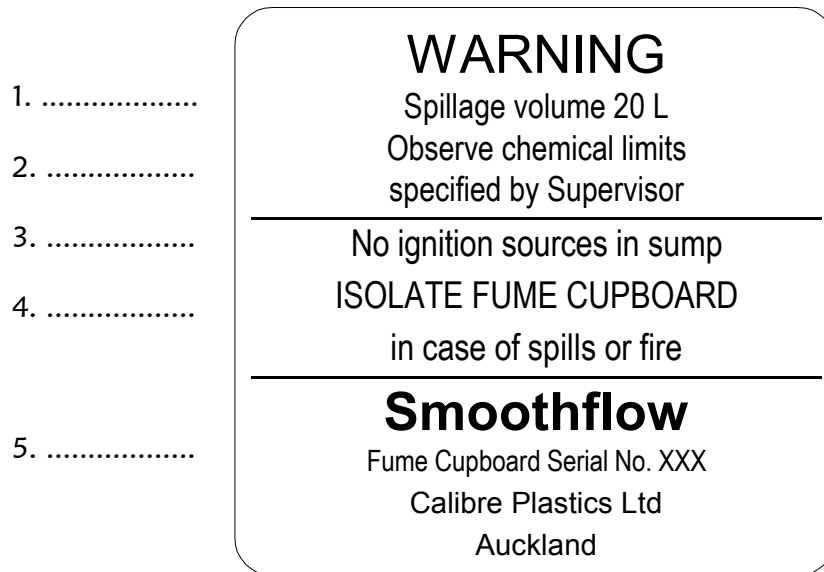 WARNING
1. ...................
Spillage volume 20 L
Observe chemical limits
2. ..................
specified by Supervisor
3. ..................
No ignition sources in sump
4. ..................
ISOLATE FUME CUPBOARD
in case of spills or fire
Smoothflow
5. ..................
Fume Cupboard Serial No. XXX
Calibre Plastics Ltd
Auckland